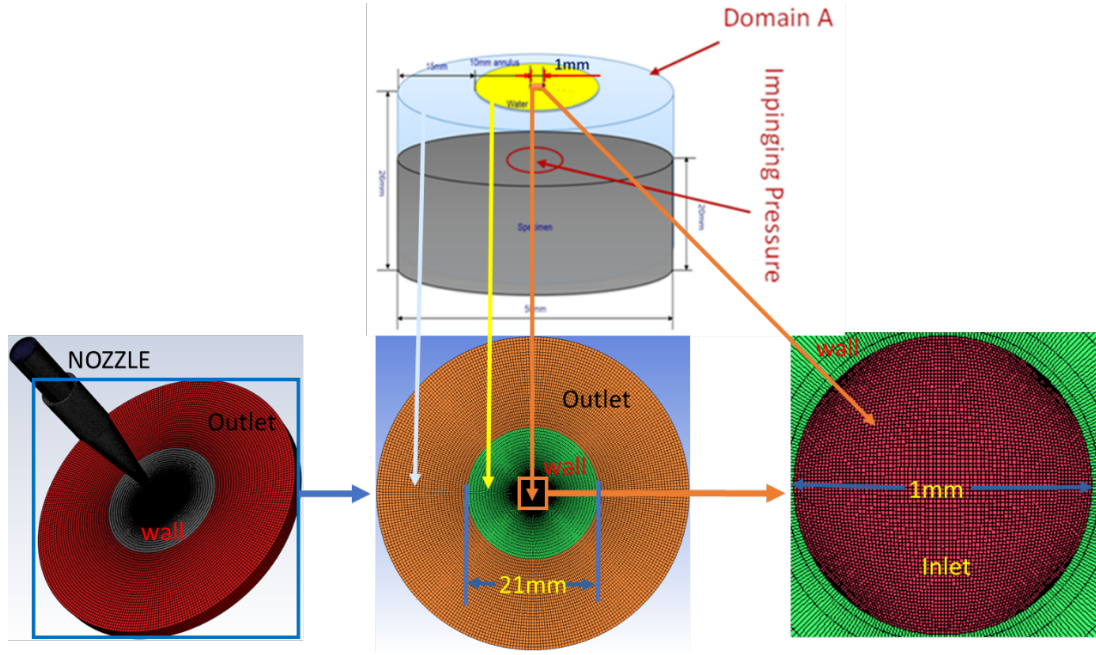 Domain A
15mm
10mm annulus
1mm
Water
Impinging Pressure
26mm
Specimen
20mm
NOZZLE
Outlet
wall
Outlet
wall
21mm
wall
1mm
Inlet